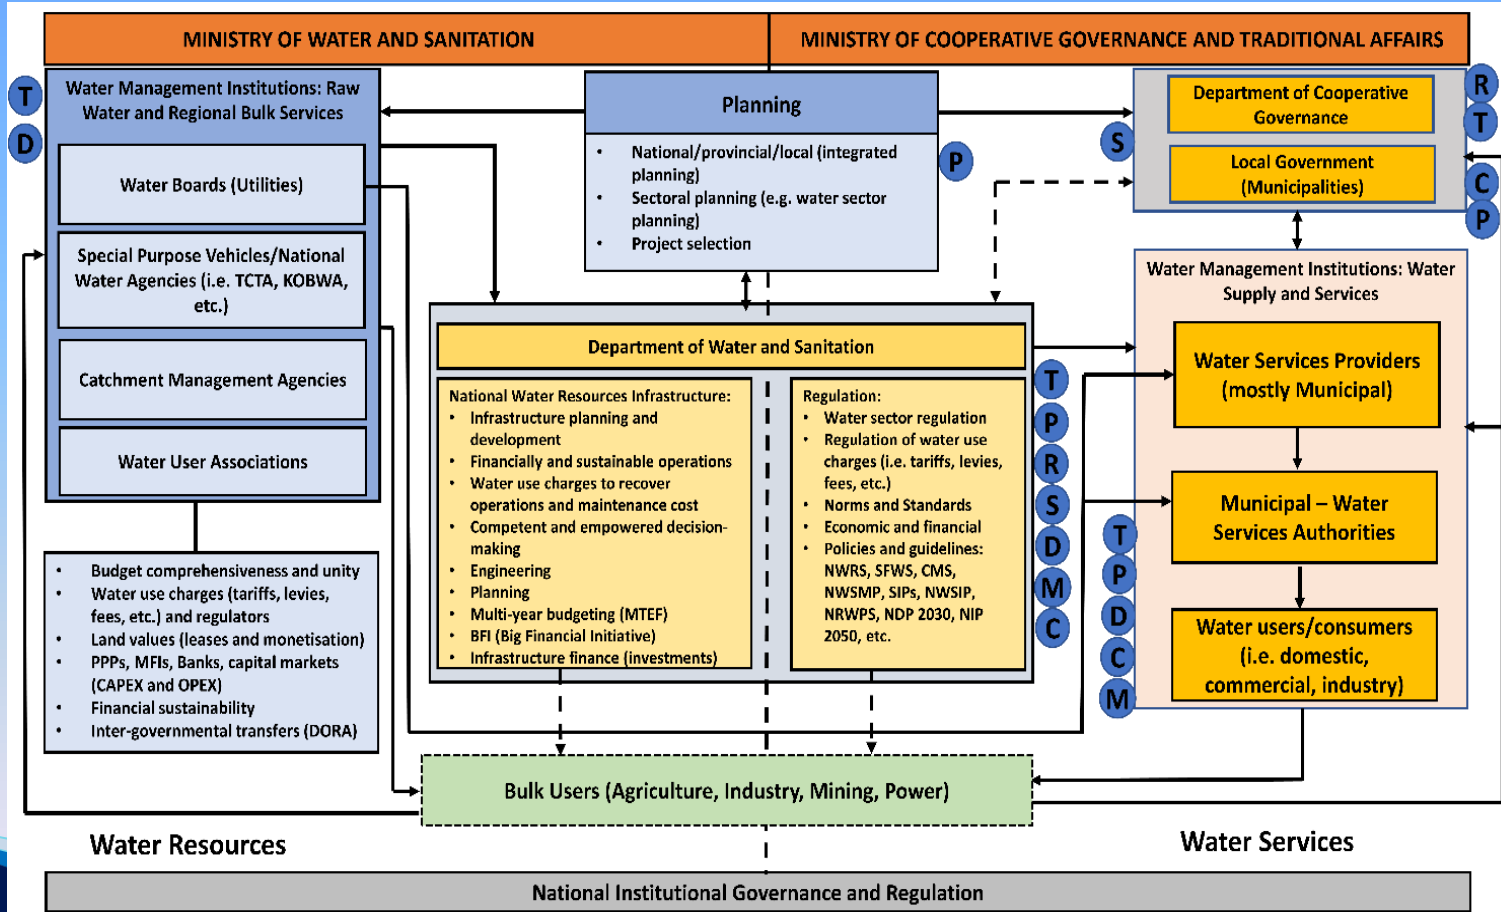 MINISTRY OF WATER AND SANITATION
MINISTRY OF COOPERATIVE GOVERNANCE AND TRADITIONAL AFFAIRS
T
D
Water Management Institutions: Raw
Water and Regional Bulk Services
Water Boards (Utilities)
Special Purpose Vehicles/National
Water Agencies (i.e. TCTA, KOBWA,
etc.)
Catchment Management Agencies
Water User Associations
• Budget comprehensiveness and unity
• Water use charges (tariffs, levies,
fees, etc.) and regulators
• Land values (leases and monetisation)
• PPPs, MFIs, Banks, capital markets
(CAPEX and OPEX)
• Financial sustainability
• Inter-governmental transfers (DORA)
Planning
• National/provincial/local (integrated
planning)
• Sectoral planning (e.g. water sector
planning)
• Project selection
P
Department of Water and Sanitation
National Water Resources Infrastructure:
• Infrastructure planning and
development
• Financially and sustainable operations
• Water use charges to recover
operations and maintenance cost
• Competent and empowered decision-
making
• Engineering
• Planning
• Multi-year budgeting (MTEF)
• BFI (Big Financial Initiative)
• Infrastructure finance (investments)
Regulation:
• Water sector regulation
• Regulation of water use
charges (i.e. tariffs, levies,
fees, etc.)
• Norms and Standards
• Economic and financial
• Policies and guidelines:
NWRS, SFWS, CMS,
NWSMP, SIPs, NWSIP,
NRWPS, NDP 2030, NIP
2050, etc.
T
P
R
S
D
M
C
S
Department of Cooperative
Governance
Local Government
(Municipalities)
R
T
C
P
Water Management Institutions: Water
Supply and Services
Water Services Providers
(mostly Municipal)
Municipal – Water
Services Authorities
Water users/consumers
(i.e. domestic,
commercial, industry)
T
P
D
C
M
Bulk Users (Agriculture, Industry, Mining, Power)
Water Resources
Water Services
National Institutional Governance and Regulation